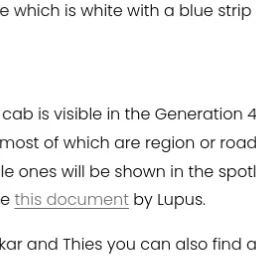 e which is white with a blue strip
cab is visible in the Generation 4
most of which are region or road
le ones will be shown in the spotl
e this document by Lupus.
kar and Thies you can also find a